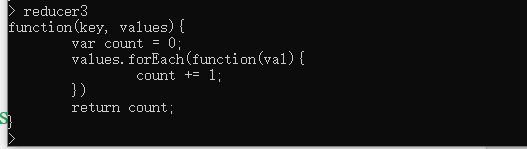 > reducer3
function(key, values){
        var count = 0;
        values.forEach(function(val){
                count += 1;
        })
        return count;
}
>